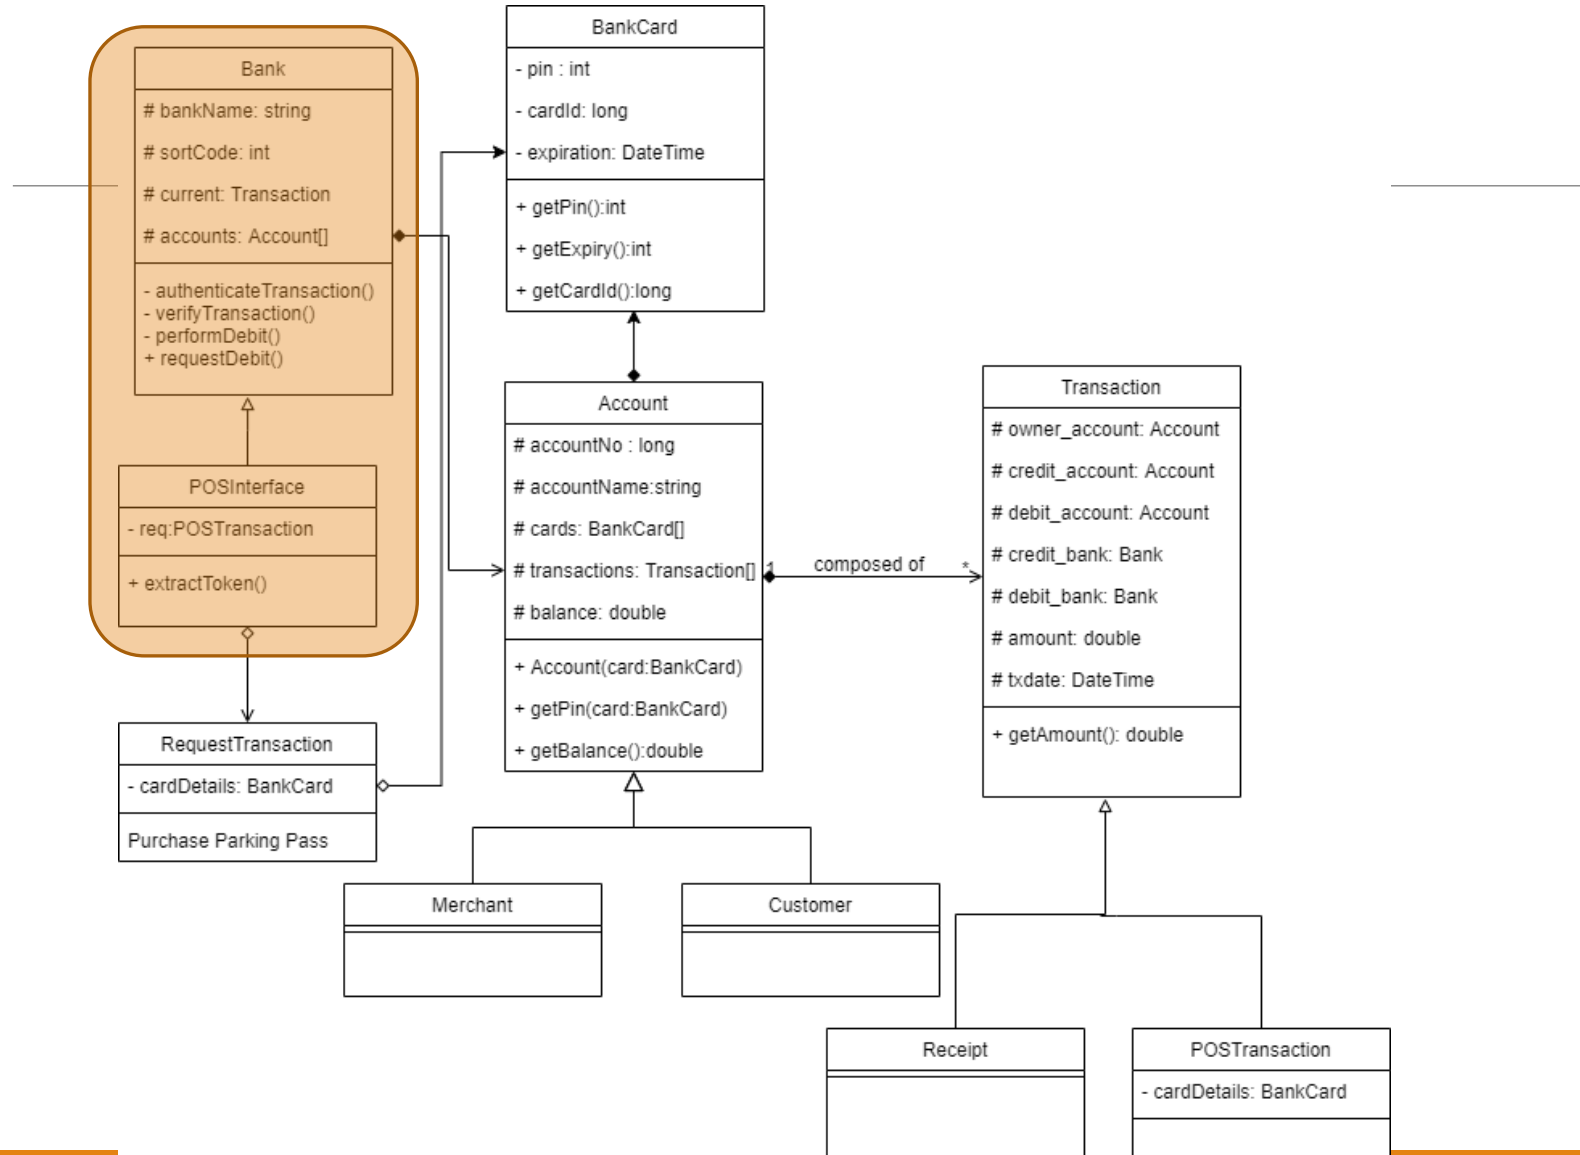 Bank
# bankName: string
# sortCode: int
# current: Transaction
# accounts: Account[]
- authenticateTransaction()
- verifyTransaction()
- performDebit()
+ requestDebit()
POSInterface
- req:POSTransaction
+ extractToken()
RequestTransaction
- cardDetails: BankCard
Purchase Parking Pass
BankCard
- pin : int
- cardId: long
- expiration: DateTime
+ getPin():int
+ getExpiry():int
+ getCardId():long
Account
# accountNo : long
# accountName:string
# cards: BankCard[]
# transactions: Transaction[]
# balance: double
+ Account(card:BankCard)
+ getPin(card:BankCard)
+ getBalance():double
1 composed of *
Transaction
# owner_account: Account
# credit_account: Account
# debit_account: Account
# credit_bank: Bank
# debit_bank: Bank
# amount: double
# txdate: DateTime
+ getAmount(): double
Merchant
Customer
Receipt
POSTransaction
- cardDetails: BankCard